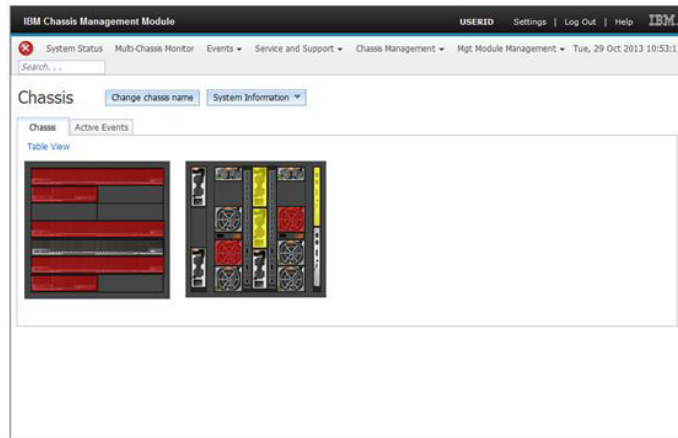 IBM Chassis Management Module USERID Settings | Log Out | Help IBM.
System Status Multi-Chassis Monitor Events Service and Support Chassis Management Mgt Module Management Tue, 29 Oct 2013 10:53:1
Search. . .
Chassis Change chassis name System Information
Chassis Active Events
Table View